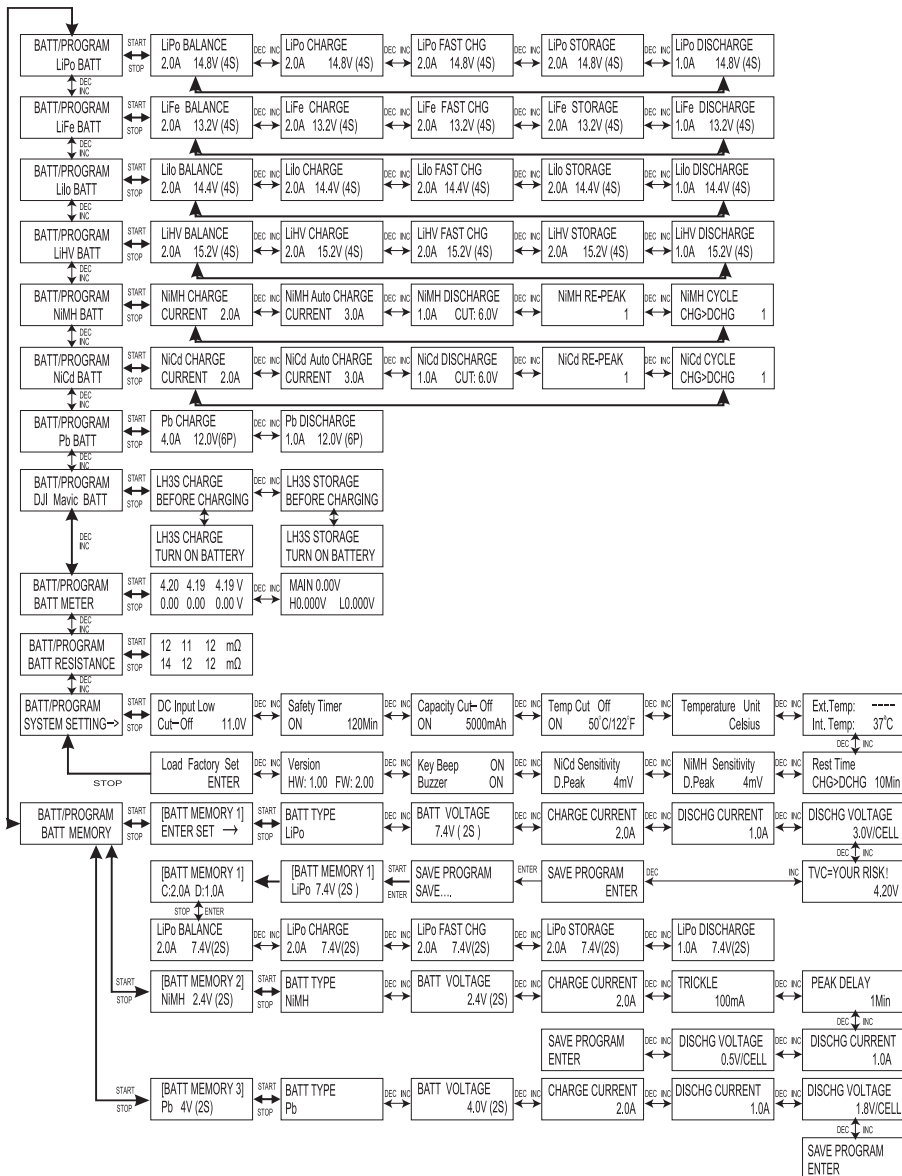 BATT/PROGRAM
LiPo BATT
START
STOP
LiPo BALANCE
2.0A 14.8V (4S)
DEC INC
LiPo CHARGE
2.0A 14.8V (4S)
DEC INC
LiPo FAST CHG
2.0A 14.8V (4S)
DEC INC
LiPo STORAGE
2.0A 14.8V (4S)
DEC INC
LiPo DISCHARGE
1.0A 14.8V (4S)
DEC
INC
BATT/PROGRAM
LiFe BATT
START
STOP
LiFe BALANCE
2.0A 13.2V (4S)
DEC INC
LiFe CHARGE
2.0A 13.2V (4S)
DEC INC
LiFe FAST CHG
2.0A 13.2V (4S)
DEC INC
LiFe STORAGE
2.0A 13.2V (4S)
DEC INC
LiFe DISCHARGE
1.0A 13.2V (4S)
DEC
INC
BATT/PROGRAM
LiIo BATT
START
STOP
LiIo BALANCE
2.0A 14.4V (4S)
DEC INC
LiIo CHARGE
2.0A 14.4V (4S)
DEC INC
LiIo FAST CHG
2.0A 14.4V (4S)
DEC INC
LiIo STORAGE
2.0A 14.4V (4S)
DEC INC
LiIo DISCHARGE
1.0A 14.4V (4S)
DEC
INC
BATT/PROGRAM
LiHV BATT
START
STOP
LiHV BALANCE
2.0A 15.2V (4S)
DEC INC
LiHV CHARGE
2.0A 15.2V (4S)
DEC INC
LiHV FAST CHG
2.0A 15.2V (4S)
DEC INC
LiHV STORAGE
2.0A 15.2V (4S)
DEC INC
LiHV DISCHARGE
1.0A 15.2V (4S)
DEC
INC
BATT/PROGRAM
NiMH BATT
START
STOP
NiMH CHARGE
CURRENT 2.0A
DEC INC
NiMH Auto CHARGE
CURRENT 3.0A
DEC INC
NiMH DISCHARGE
1.0A CUT: 6.0V
DEC INC
NiMH RE-PEAK
1
DEC INC
NiMH CYCLE
CHG>DCHG 1
DEC
INC
BATT/PROGRAM
NiCd BATT
START
STOP
NiCd CHARGE
CURRENT 2.0A
DEC INC
NiCd Auto CHARGE
CURRENT 3.0A
DEC INC
NiCd DISCHARGE
1.0A CUT: 6.0V
DEC INC
NiCd RE-PEAK
1
DEC INC
NiCd CYCLE
CHG>DCHG 1
DEC
INC
BATT/PROGRAM
Pb BATT
START
STOP
Pb CHARGE
4.0A 12.0V(6P)
DEC INC
Pb DISCHARGE
1.0A 12.0V (6P)
DEC
INC
BATT/PROGRAM
DJI Mavic BATT
START
STOP
LH3S CHARGE
BEFORE CHARGING
DEC INC
LH3S STORAGE
BEFORE CHARGING
LH3S CHARGE
TURN ON BATTERY
LH3S STORAGE
TURN ON BATTERY
DEC
INC
BATT/PROGRAM
BATT METER
START
STOP
4.20 4.19 4.19 V
0.00 0.00 0.00 V
DEC INC
MAIN 0.00V
H0.000V L0.000V
DEC
INC
BATT/PROGRAM
BATT RESISTANCE
START
STOP
12 11 12 mΩ
14 12 12 mΩ
DEC
INC
BATT/PROGRAM
SYSTEM SETTING->
START
STOP
DC Input Low
Cut-Off 11.0V
DEC INC
Safety Timer
ON 120Min
DEC INC
Capacity Cut-Off
ON 5000mAh
DEC INC
Temp Cut Off
ON 50°C/122°F
DEC INC
Temperature Unit
Celsius
DEC INC
Ext.Temp: ----
Int. Temp: 37°C
DEC INC
STOP
Load Factory Set
ENTER
DEC INC
Version
HW: 1.00 FW: 2.00
DEC INC
Key Beep ON
Buzzer ON
DEC INC
NiCd Sensitivity
D.Peak 4mV
DEC INC
NiMH Sensitivity
D.Peak 4mV
DEC INC
Rest Time
CHG>DCHG 10Min
BATT/PROGRAM
BATT MEMORY
START
STOP
[BATT MEMORY 1]
ENTER SET →
START
STOP
BATT TYPE
LiPo
DEC INC
BATT VOLTAGE
7.4V ( 2S )
DEC INC
CHARGE CURRENT
2.0A
DEC INC
DISCHG CURRENT
1.0A
DEC INC
DISCHG VOLTAGE
3.0V/CELL
DEC INC
[BATT MEMORY 1]
C:2.0A D:1.0A
[BATT MEMORY 1]
LiPo 7.4V (2S )
START
ENTER
SAVE PROGRAM
SAVE....
ENTER
SAVE PROGRAM
ENTER
DEC INC
TVC=YOUR RISK!
4.20V
STOP ENTER
LiPo BALANCE
2.0A 7.4V(2S)
DEC INC
LiPo CHARGE
2.0A 7.4V(2S)
DEC INC
LiPo FAST CHG
2.0A 7.4V(2S)
DEC INC
LiPo STORAGE
2.0A 7.4V(2S)
DEC INC
LiPo DISCHARGE
1.0A 7.4V(2S)
START
STOP
[BATT MEMORY 2]
NiMH 2.4V (2S)
START
STOP
BATT TYPE
NiMH
DEC INC
BATT VOLTAGE
2.4V (2S)
DEC INC
CHARGE CURRENT
2.0A
DEC INC
TRICKLE
100mA
DEC INC
PEAK DELAY
1Min
DEC INC
SAVE PROGRAM
ENTER
DEC INC
DISCHG VOLTAGE
0.5V/CELL
DEC INC
DISCHG CURRENT
1.0A
START
STOP
[BATT MEMORY 3]
Pb 4V (2S)
START
STOP
BATT TYPE
Pb
DEC INC
BATT VOLTAGE
4.0V (2S)
DEC INC
CHARGE CURRENT
2.0A
DEC INC
DISCHG CURRENT
1.0A
DEC INC
DISCHG VOLTAGE
1.8V/CELL
DEC INC
SAVE PROGRAM
ENTER